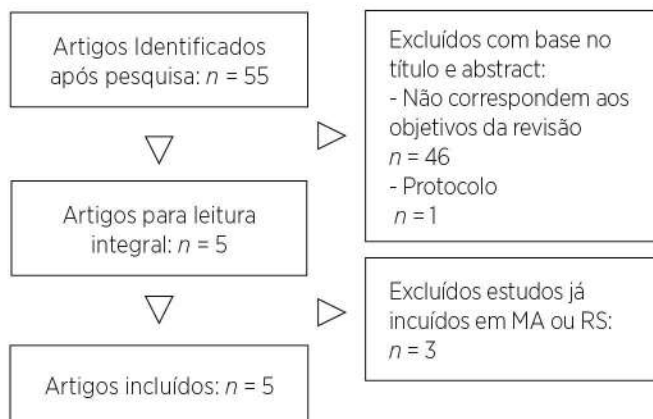 Artigos Identificados
após pesquisa: n = 55
Excluídos com base no
título e abstract:
- Não correspondem aos
objetivos da revisão
n = 46
- Protocolo
n = 1
Artigos para leitura
integral: n = 5
Excluídos estudos já
incuídos em MA ou RS:
n = 3
Artigos incluídos: n = 5